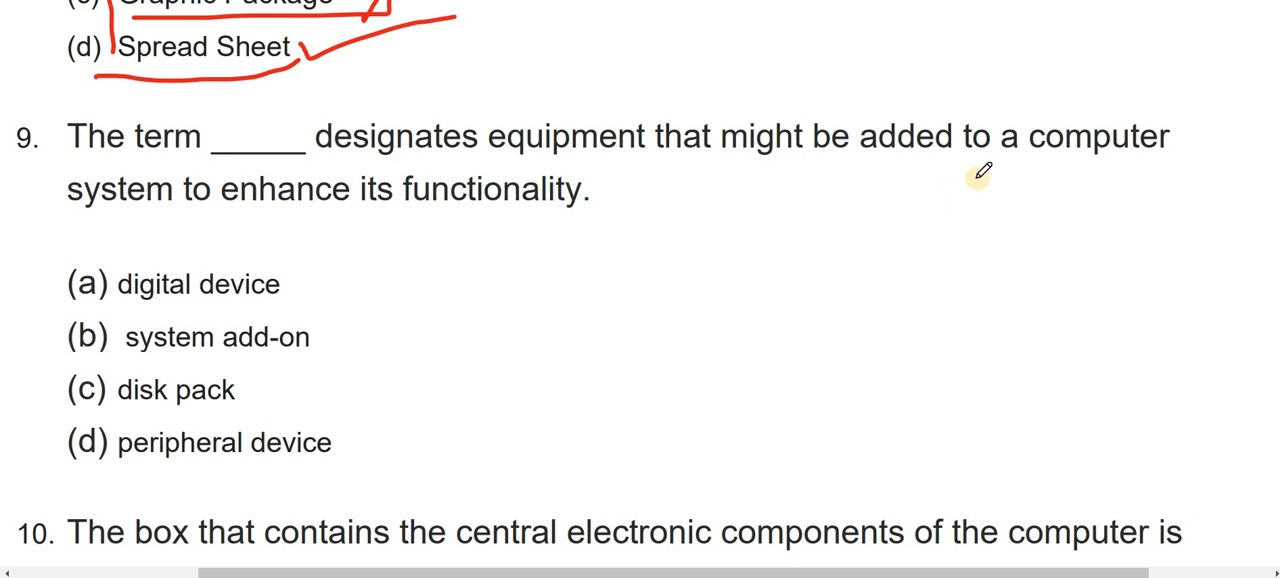 (c) Graphic Package
(d) Spread Sheet
9. The term ______ designates equipment that might be added to a computer
system to enhance its functionality.
(a) digital device
(b) system add-on
(c) disk pack
(d) peripheral device
10. The box that contains the central electronic components of the computer is